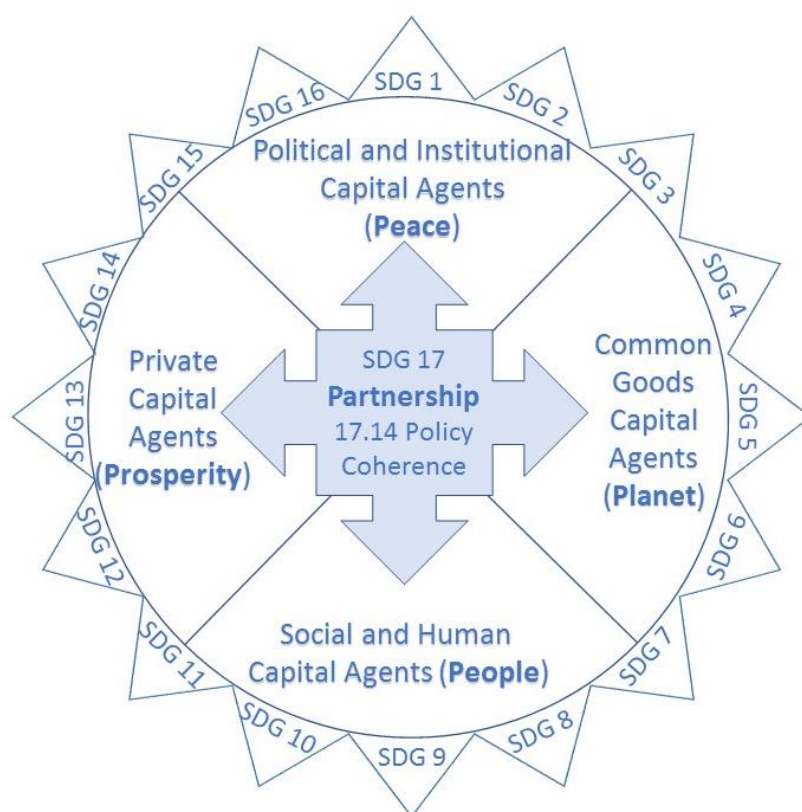 SDG 1
SDG 2
SDG 3
SDG 4
SDG 5
SDG 6
SDG 7
SDG 8
SDG 9
SDG 10
SDG 11
SDG 12
SDG 13
SDG 14
SDG 15
SDG 16
Political and Institutional
Capital Agents
(Peace)
Private
Capital
Agents
(Prosperity)
SDG 17
Partnership
17.14 Policy
Coherence
Common
Goods
Capital
Agents
(Planet)
Social and Human
Capital Agents (People)